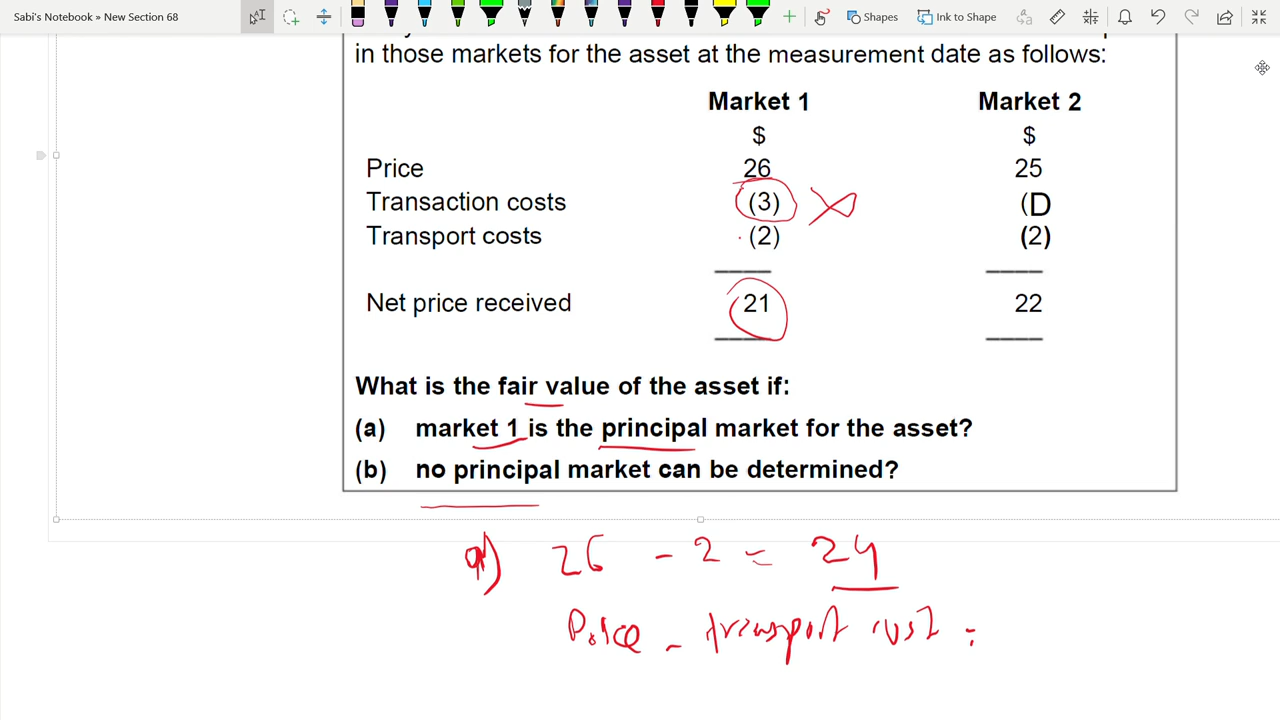 Sabi's Notebook » New Section 68
Shapes
Ink to Shape
in those markets for the asset at the measurement date as follows:
Market 1 Market 2
$ $
Price 26 25
Transaction costs (3) (D
Transport costs (2) (2)
Net price received 21 22
What is the fair value of the asset if:
(a) market 1 is the principal market for the asset?
(b) no principal market can be determined?
a) 26 - 2 = 24
Price - transport cost =